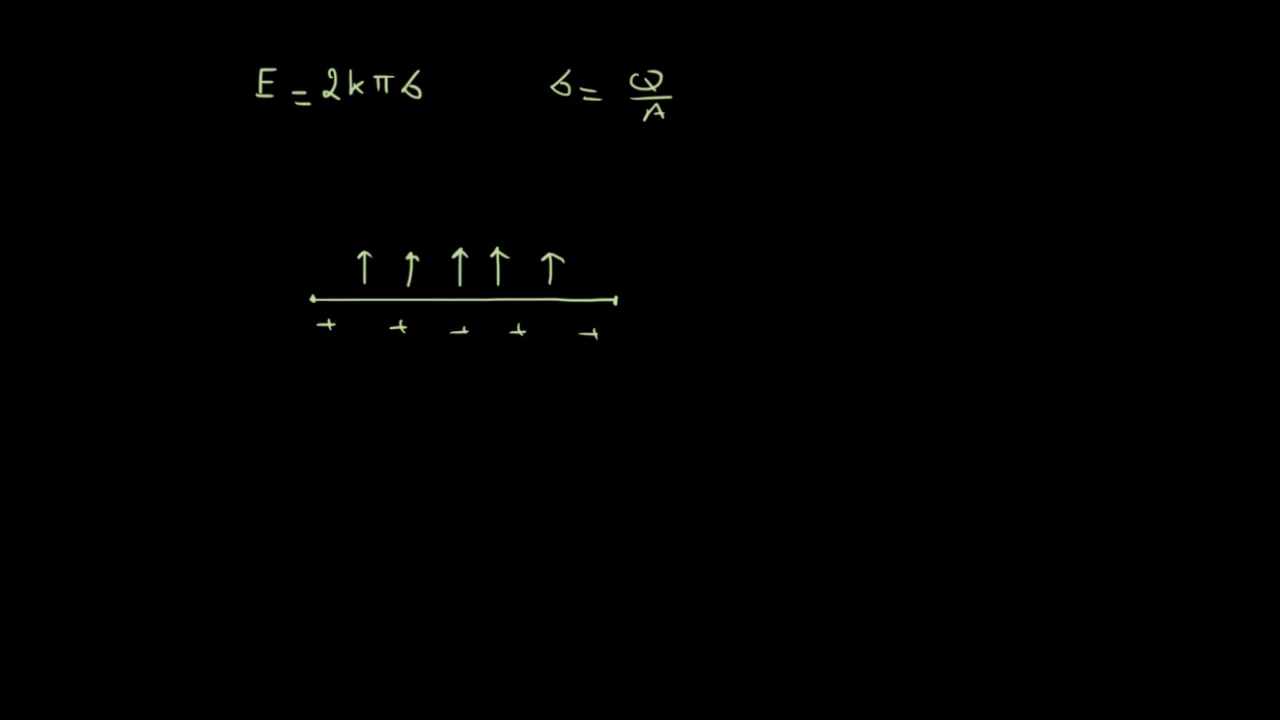 E = 2kπσ σ = Q/A
+ + + + +